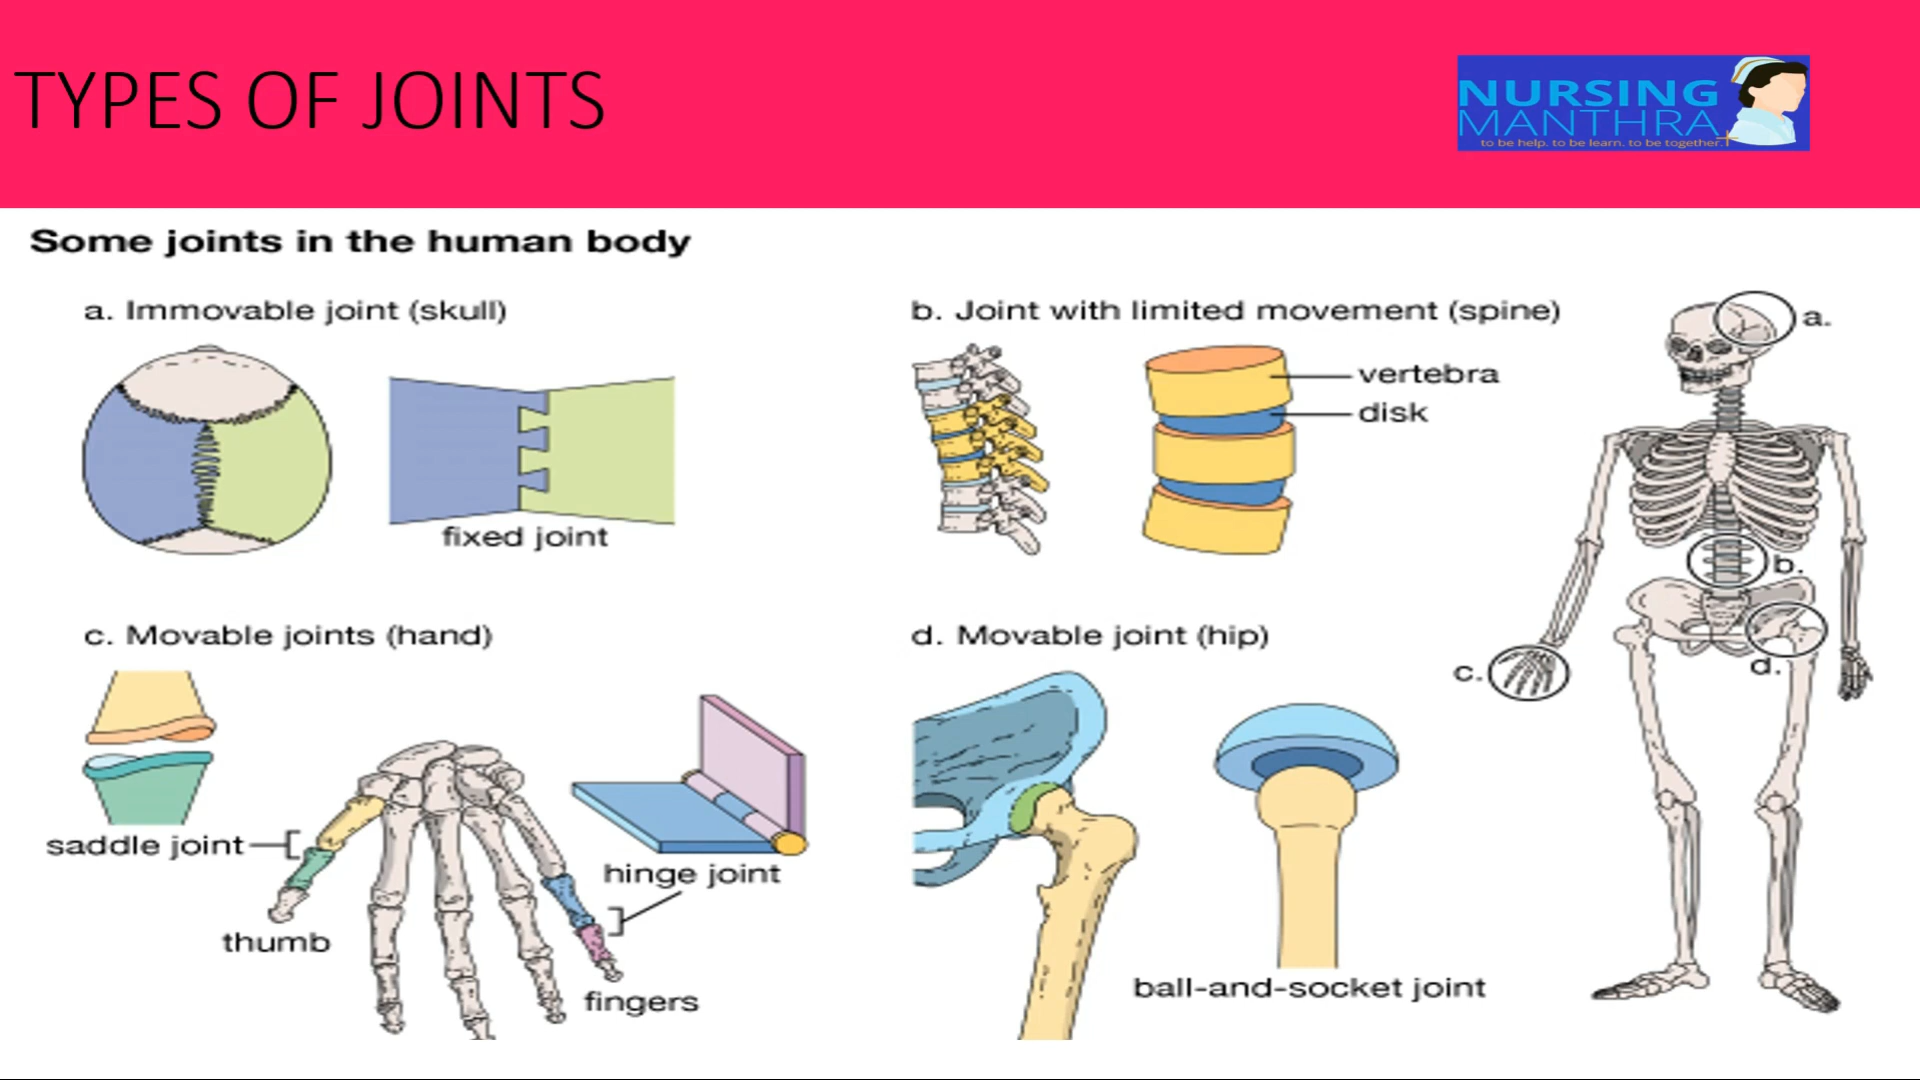 TYPES OF JOINTS
NURSING
MANTHRA
to be help. to be learn. to be together.
Some joints in the human body
a. Immovable joint (skull)
fixed joint
b. Joint with limited movement (spine)
vertebra
disk
a.
b.
c.
d.
c. Movable joints (hand)
saddle joint
thumb
hinge joint
fingers
d. Movable joint (hip)
ball-and-socket joint